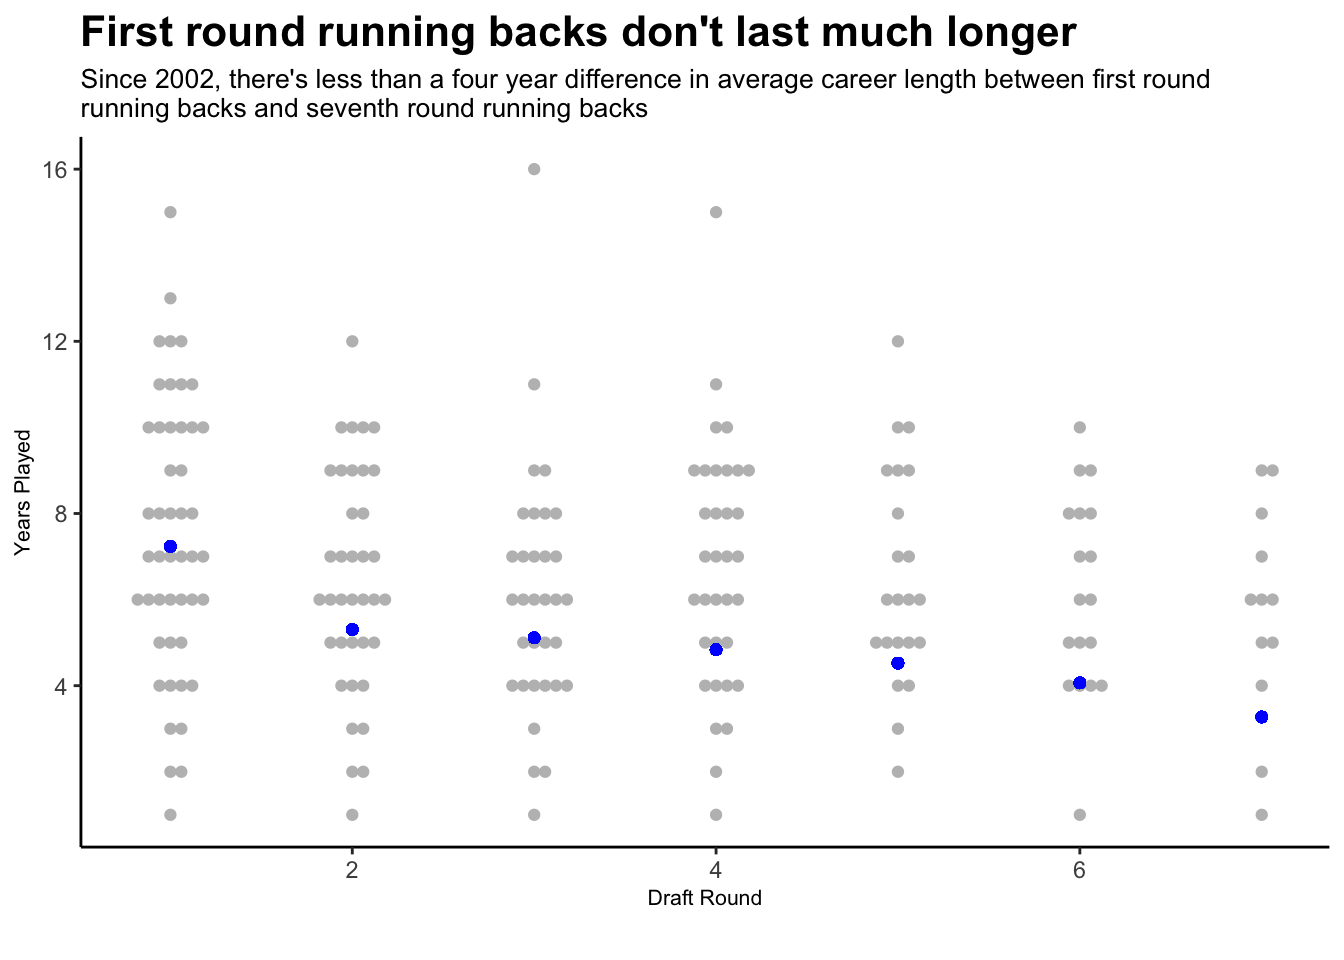 First round running backs don't last much longer
Since 2002, there's less than a four year difference in average career length between first round
running backs and seventh round running backs
16
12
8
4
Years Played
2
4
6
Draft Round